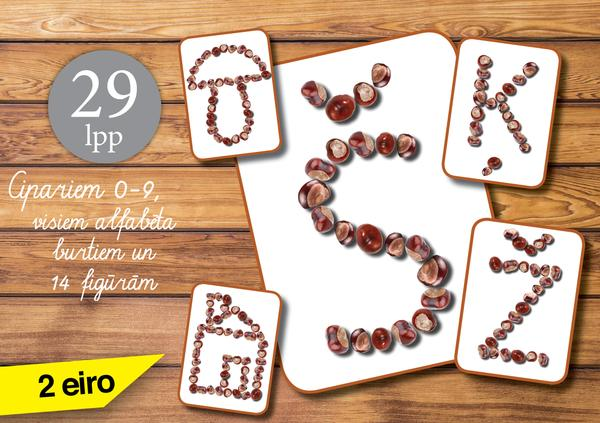 29
lpp
Cipariem 0-9,
visiem alfabēta
burtiem un
14 figūrām
2 eiro
Š
Ķ
Ž